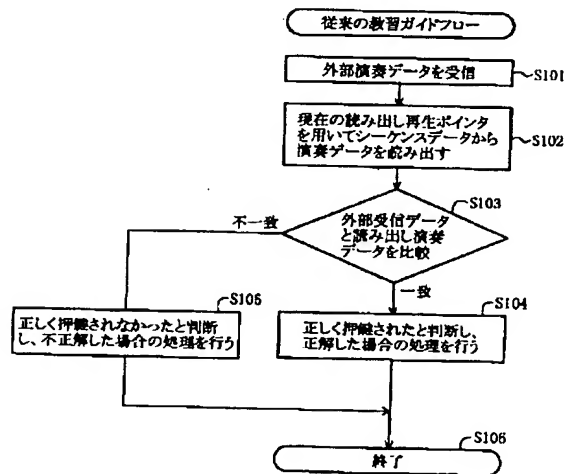 従来の教習ガイドフロー
外部演奏データを受信
S101
現在の読み出し再生ポインタ
を用いてシーケンスデータから
演奏データを読み出す
S102
S103
外部受信データ
と読み出し演奏
データを比較
不一致
一致
S105
正しく押鍵されなかったと判断
し、不正解した場合の処理を行う
S104
正しく押鍵されたと判断し、
正解した場合の処理を行う
S106
終了